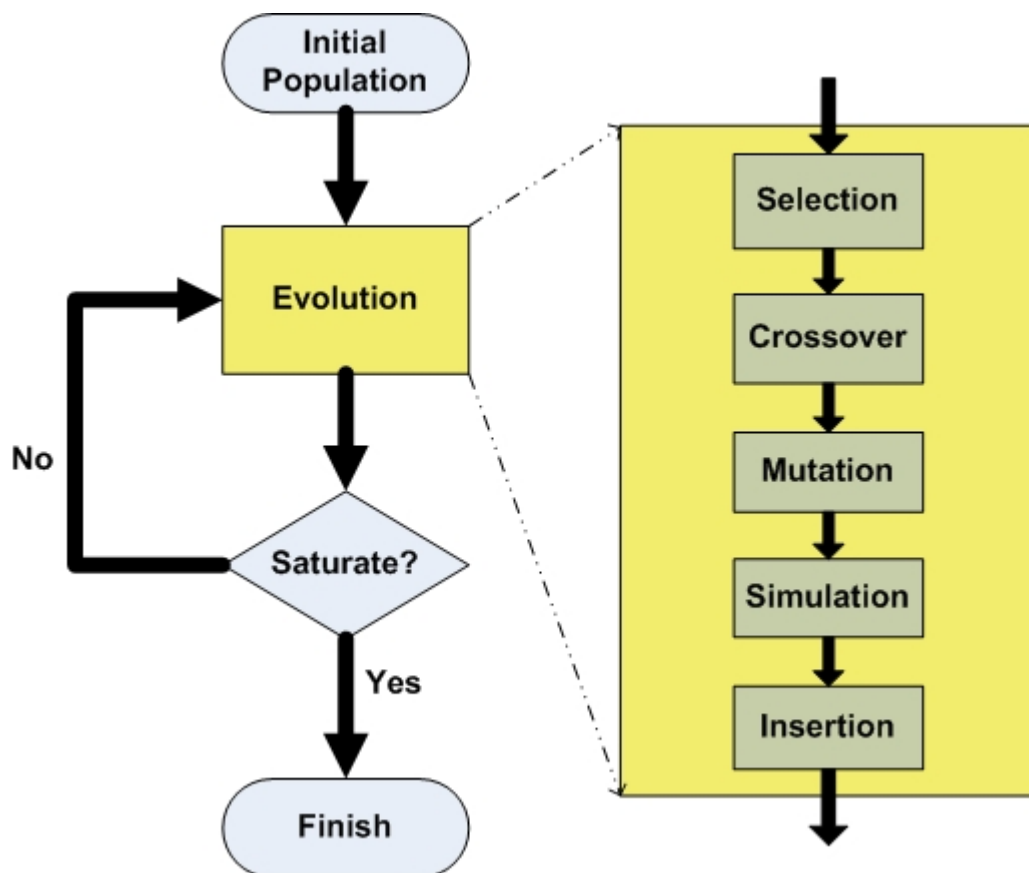 Initial
Population
Evolution
No
Saturate?
Yes
Finish
Selection
Crossover
Mutation
Simulation
Insertion